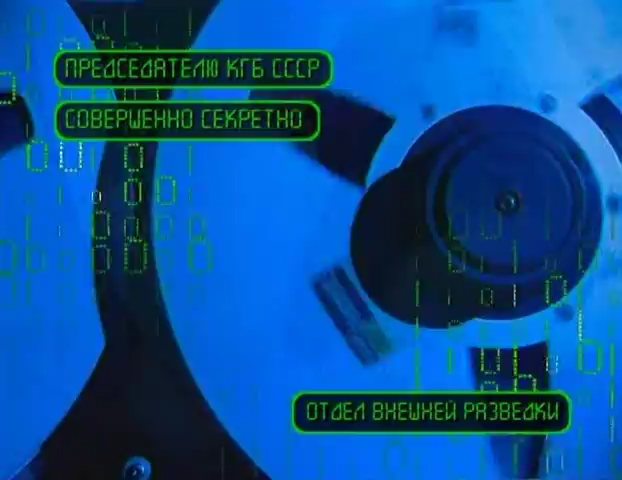 ПРЕДСЕДАТЕЛЮ КГБ СССР
СОВЕРШЕННО СЕКРЕТНО
ОТДЕЛ ВНЕШНЕЙ РАЗВЕДКИ